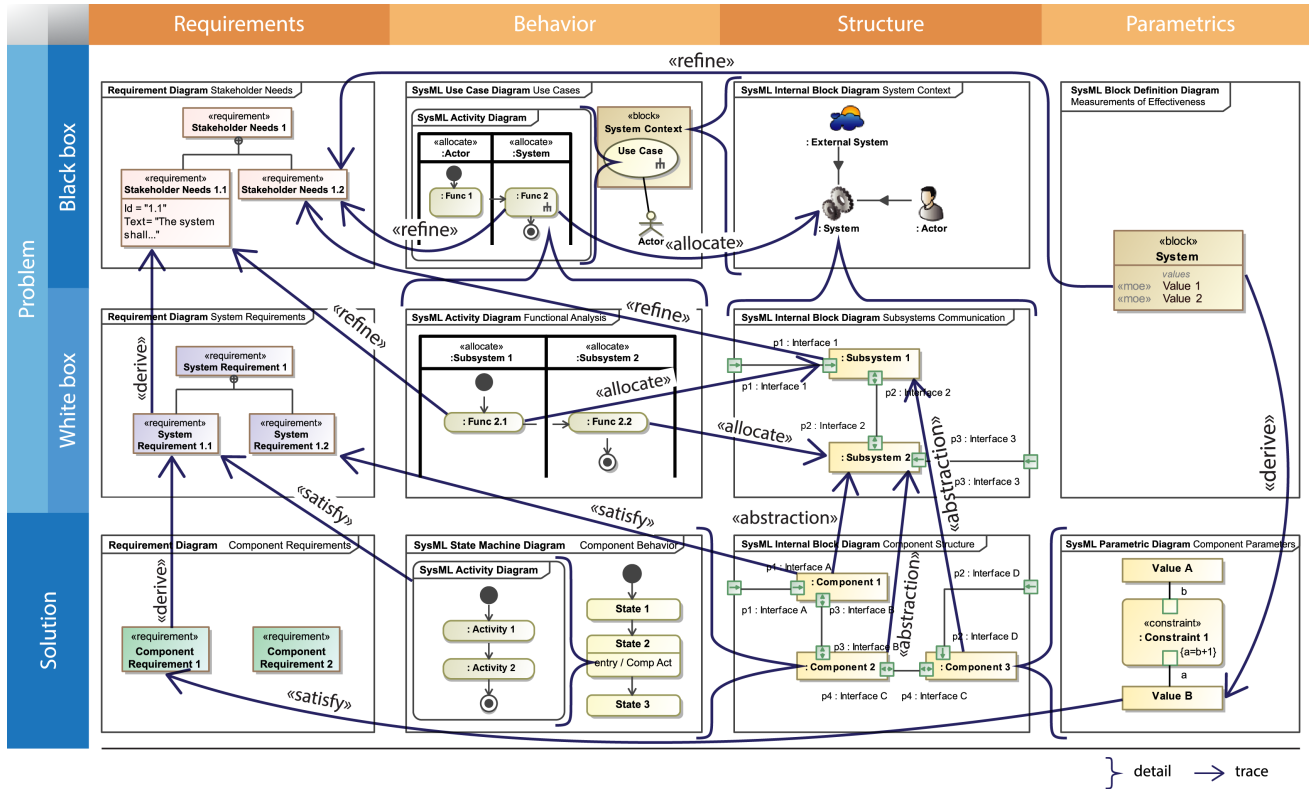 Requirements
Behavior
Structure
Parametrics
Problem
Black box
White box
Solution
«refine»
Requirement Diagram Stakeholder Needs
«requirement»
Stakeholder Needs 1
«requirement»
Stakeholder Needs 1.1
Id = "1.1"
Text= "The system
shall..."
«requirement»
Stakeholder Needs 1.2
SysML Use Case Diagram Use Cases
SysML Activity Diagram
«allocate»
:Actor
«allocate»
:System
: Func 1
: Func 2
«block»
System Context
Use Case
Actor
«refine»
«allocate»
SysML Internal Block Diagram System Context
: External System
: System
: Actor
SysML Block Definition Diagram
Measurements of Effectiveness
«block»
System
values
«moe» Value 1
«moe» Value 2
Requirement Diagram System Requirements
«requirement»
System Requirement 1
«requirement»
System
Requirement 1.1
«requirement»
System
Requirement 1.2
«derive»
«refine»
SysML Activity Diagram Functional Analysis
«allocate»
:Subsystem 1
«allocate»
:Subsystem 2
: Func 2.1
: Func 2.2
«refine»
«allocate»
«allocate»
SysML Internal Block Diagram Subsystems Communication
p1 : Interface 1
: Subsystem 1
p1 : Interface 1
p2 : Interface 2
p2 : Interface 2
: Subsystem 2
p3 : Interface 3
p3 : Interface 3
«abstraction»
«abstraction»
«abstraction»
«derive»
«satisfy»
«satisfy»
Requirement Diagram Component Requirements
«derive»
«requirement»
Component
Requirement 1
«requirement»
Component
Requirement 2
«satisfy»
SysML State Machine Diagram Component Behavior
SysML Activity Diagram
: Activity 1
: Activity 2
State 1
State 2
entry / Comp Act
State 3
SysML Internal Block Diagram Component Structure
p1 : Interface A
: Component 1
p1 : Interface A
p3 : Interface B
p2 : Interface D
p2 : Interface D
p3 : Interface B
: Component 2
: Component 3
p4 : Interface C
p4 : Interface C
SysML Parametric Diagram Component Parameters
Value A
b
«constraint»
: Constraint 1
{a=b+1}
a
Value B
detail
trace